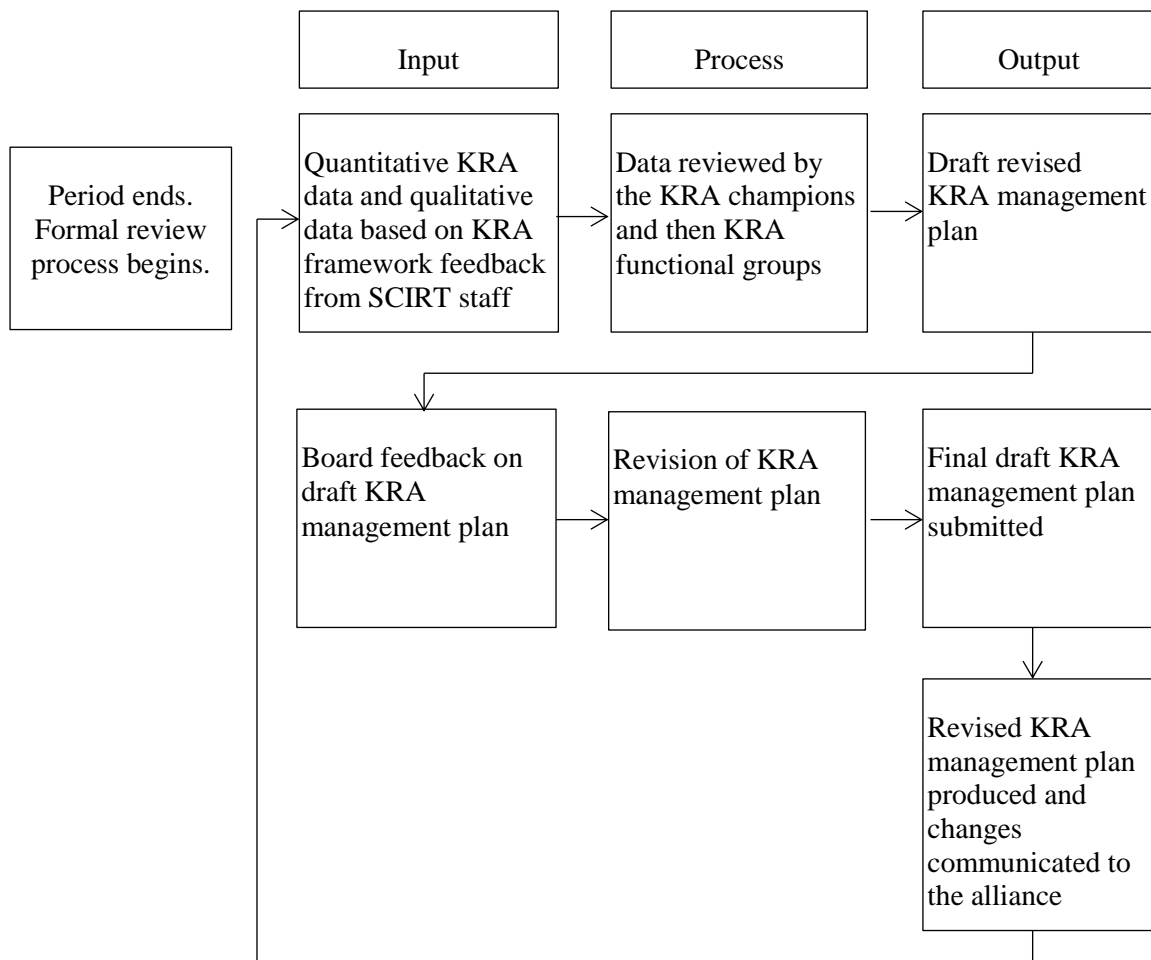 Input
Process
Output
Period ends.
Formal review
process begins.
Quantitative KRA
data and qualitative
data based on KRA
framework feedback
from SCIRT staff
Data reviewed by
the KRA champions
and then KRA
functional groups
Draft revised
KRA management
plan
Board feedback on
draft KRA
management plan
Revision of KRA
management plan
Final draft KRA
management plan
submitted
Revised KRA
management plan
produced and
changes
communicated to
the alliance